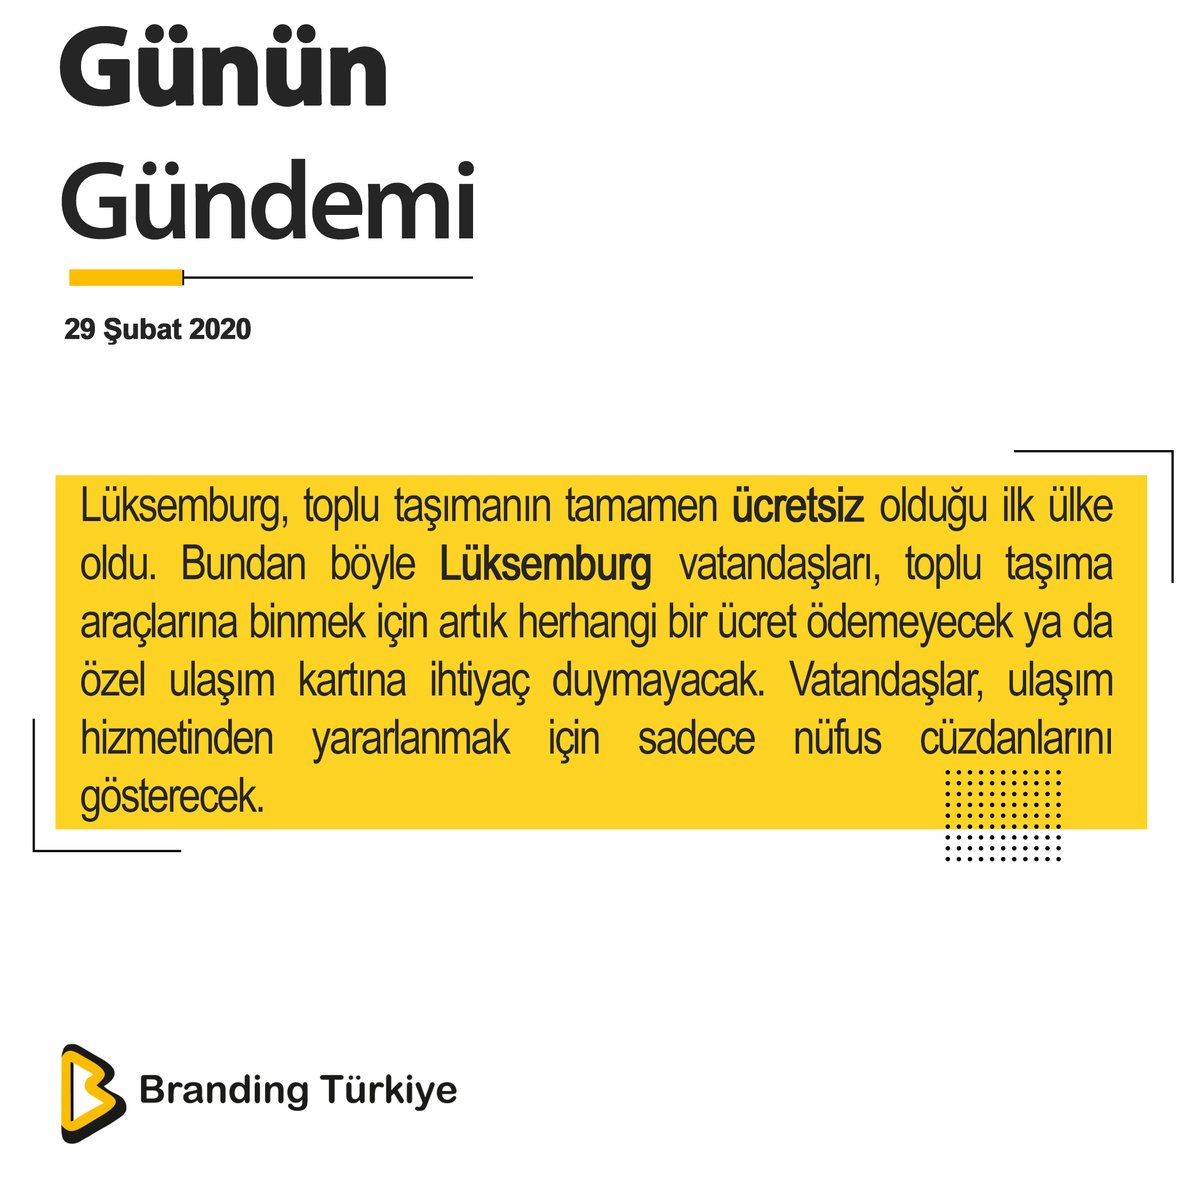 Günün
Gündemi
29 Şubat 2020
Lüksemburg, toplu taşımanın tamamen ücretsiz olduğu ilk ülke
oldu. Bundan böyle Lüksemburg vatandaşları, toplu taşıma
araçlarına binmek için artık herhangi bir ücret ödemeyecek ya da
özel ulaşım kartına ihtiyaç duymayacak. Vatandaşlar, ulaşım
hizmetinden yararlanmak için sadece nüfus cüzdanlarını
gösterecek.
Branding Türkiye